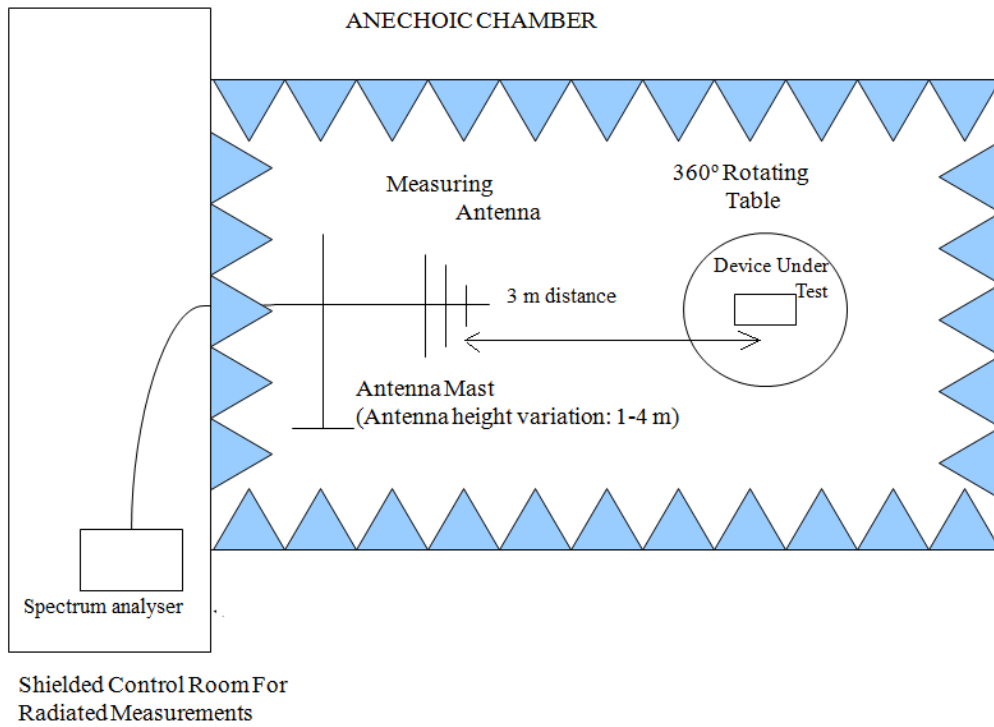 ANECHOIC CHAMBER
Measuring
Antenna
360º Rotating
Table
Device Under
Test
3 m distance
Antenna Mast
(Antenna height variation: 1-4 m)
Spectrum analyser
Shielded Control Room For
Radiated Measurements